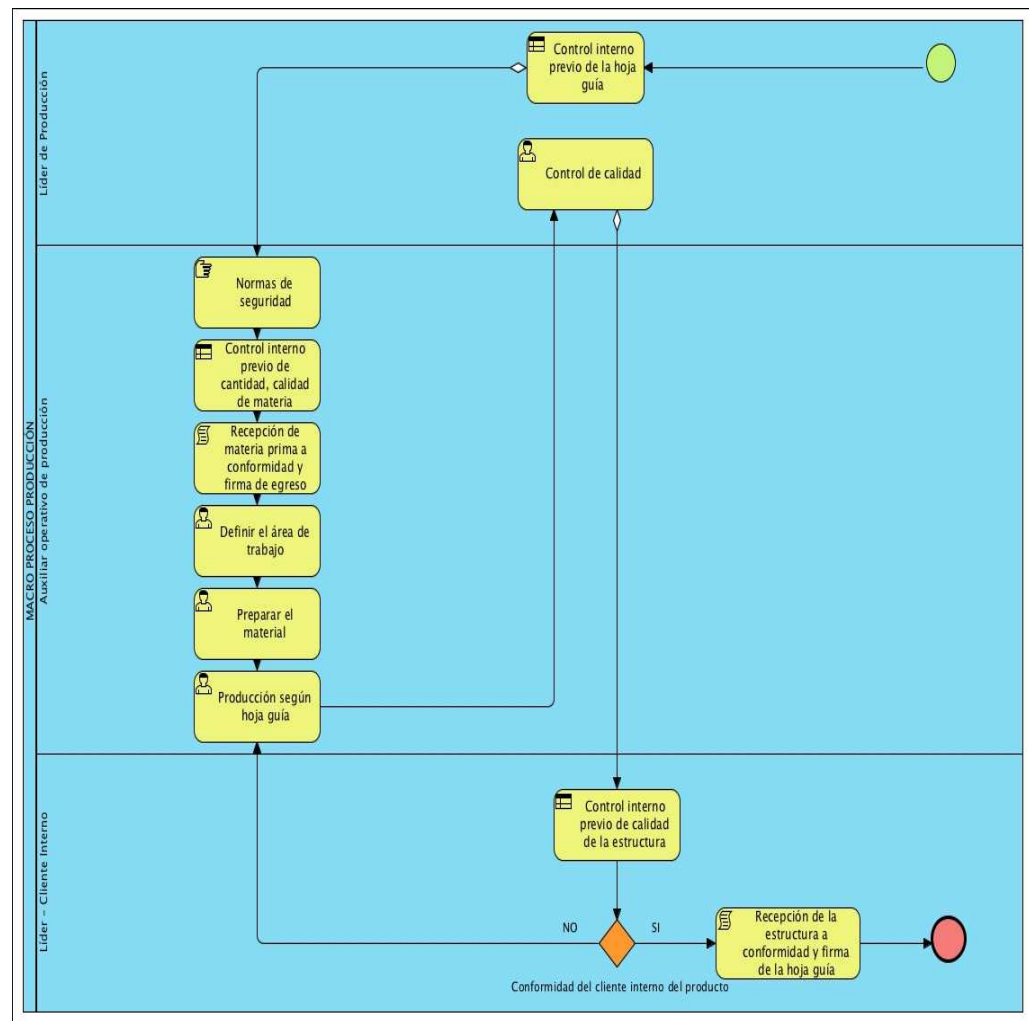 MACRO PROCESO PRODUCCIÓN
Líder de Producción
Control interno
previo de la hoja
guía
Control de calidad
Auxiliar operativo de producción
Normas de
seguridad
Control interno
previo de
cantidad, calidad
de materia
Recepción de
materia prima a
conformidad y
firma de egreso
Definir el área de
trabajo
Preparar el
material
Producción según
hoja guía
Líder - Cliente Interno
Control interno
previo de calidad
de la estructura
NO
SI
Conformidad del cliente interno del producto
Recepción de la
estructura a
conformidad y firma
de la hoja guía